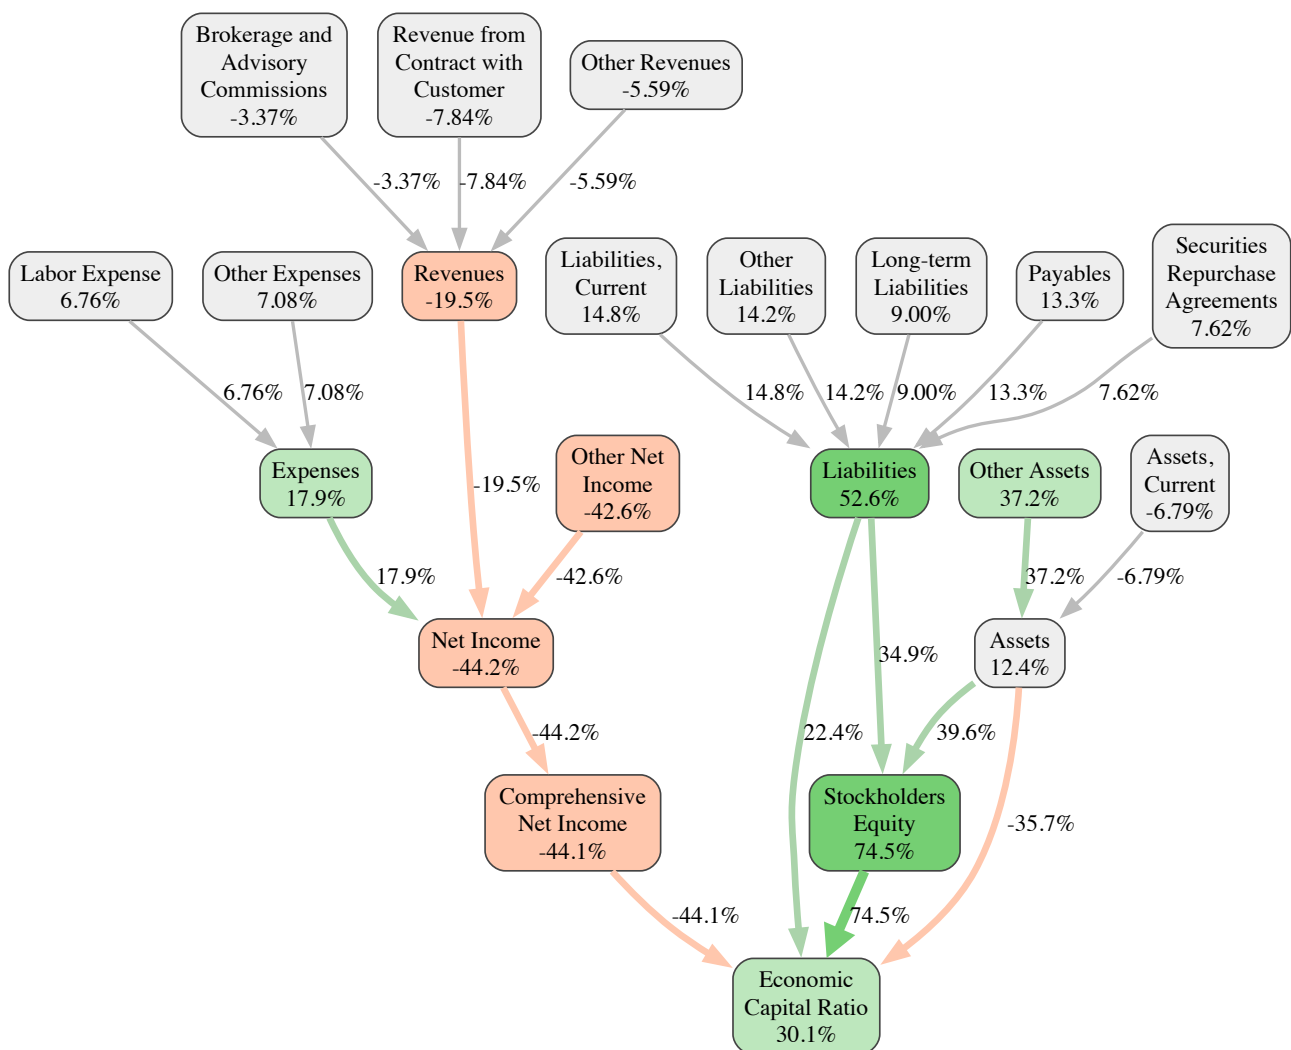 Brokerage and
Advisory
Commissions
-3.37%
Revenue from
Contract with
Customer
-7.84%
Other Revenues
-5.59%
-3.37%
-7.84%
-5.59%
Labor Expense
6.76%
Other Expenses
7.08%
Revenues
-19.5%
Liabilities,
Current
14.8%
Other
Liabilities
14.2%
Long-term
Liabilities
9.00%
Payables
13.3%
Securities
Repurchase
Agreements
7.62%
6.76%
7.08%
14.8%
14.2%
9.00%
13.3%
7.62%
Expenses
17.9%
-19.5%
Other Net
Income
-42.6%
Liabilities
52.6%
Other Assets
37.2%
Assets,
Current
-6.79%
17.9%
-42.6%
37.2%
-6.79%
Net Income
-44.2%
34.9%
Assets
12.4%
-44.2%
22.4%
39.6%
Comprehensive
Net Income
-44.1%
Stockholders
Equity
74.5%
-35.7%
-44.1%
74.5%
Economic
Capital Ratio
30.1%